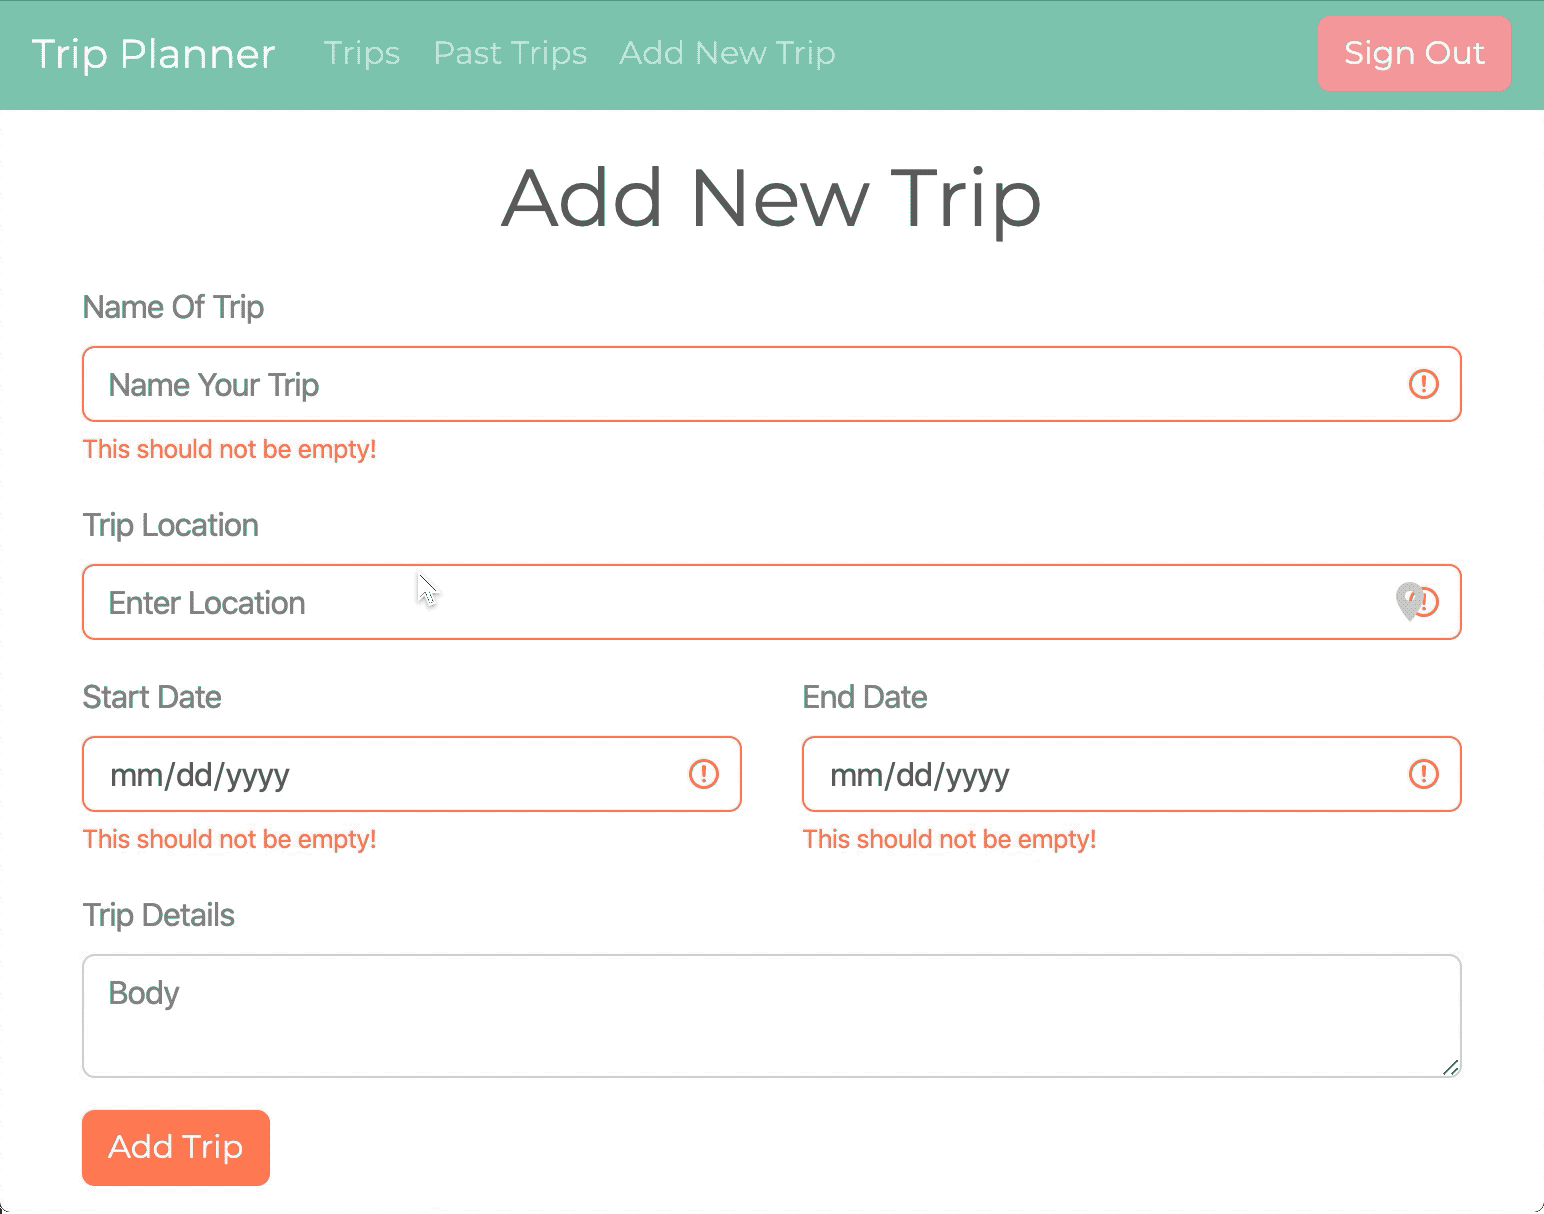 Trip Planner Trips Past Trips Add New Trip Sign Out
Add New Trip
Name Of Trip
Name Your Trip
This should not be empty!
Trip Location
Enter Location
Start Date End Date
mm/dd/yyyy mm/dd/yyyy
This should not be empty! This should not be empty!
Trip Details
Body
Add Trip